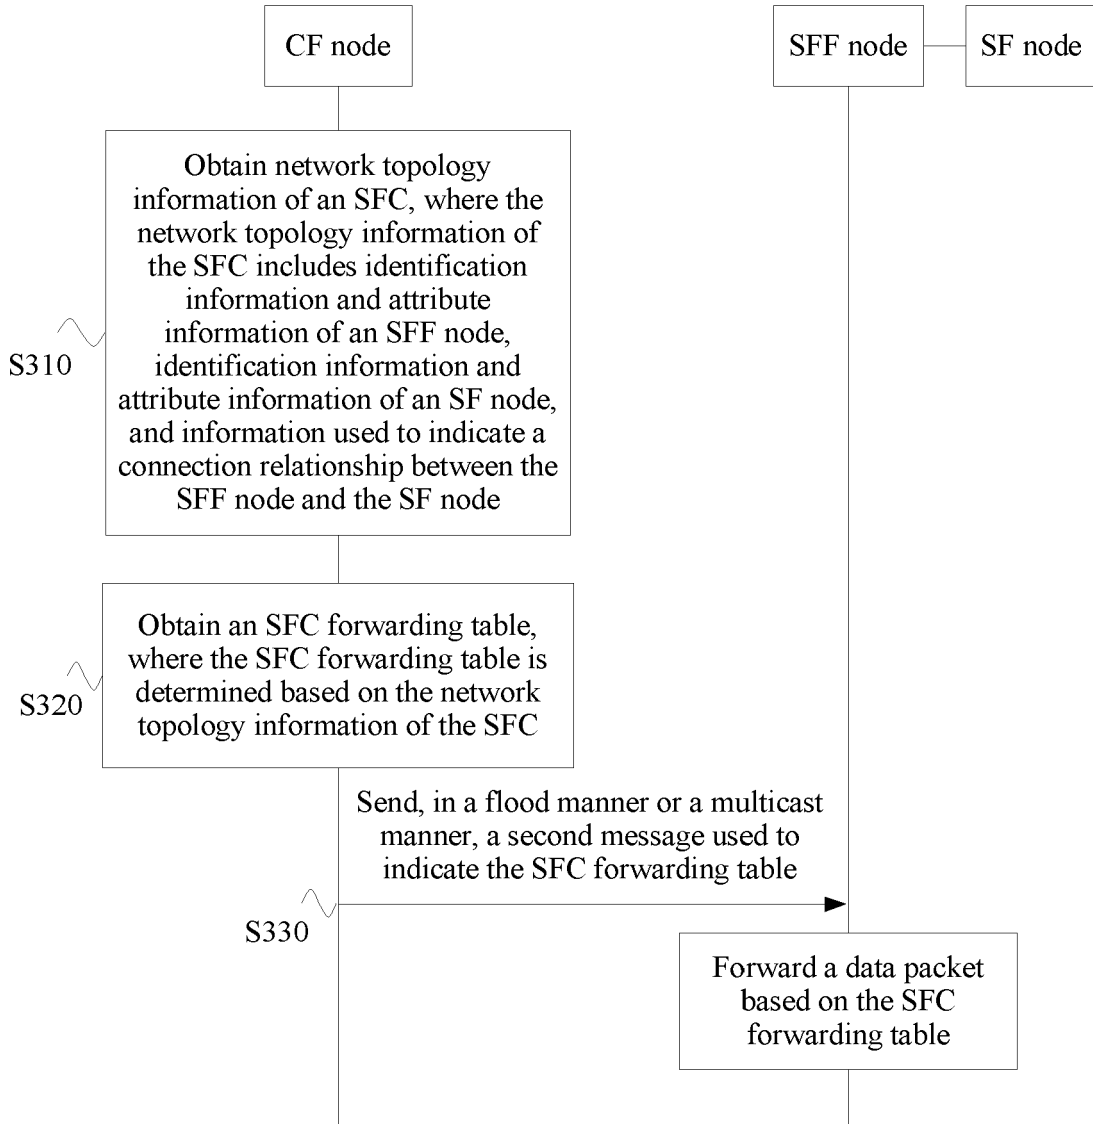 CF node
SFF node
SF node
Obtain network topology
information of an SFC, where the
network topology information of
the SFC includes identification
information and attribute
information of an SFF node,
identification information and
attribute information of an SF node,
and information used to indicate a
connection relationship between the
SFF node and the SF node
S310
Obtain an SFC forwarding table,
where the SFC forwarding table is
determined based on the network
topology information of the SFC
S320
Send, in a flood manner or a multicast
manner, a second message used to
indicate the SFC forwarding table
S330
Forward a data packet
based on the SFC
forwarding table